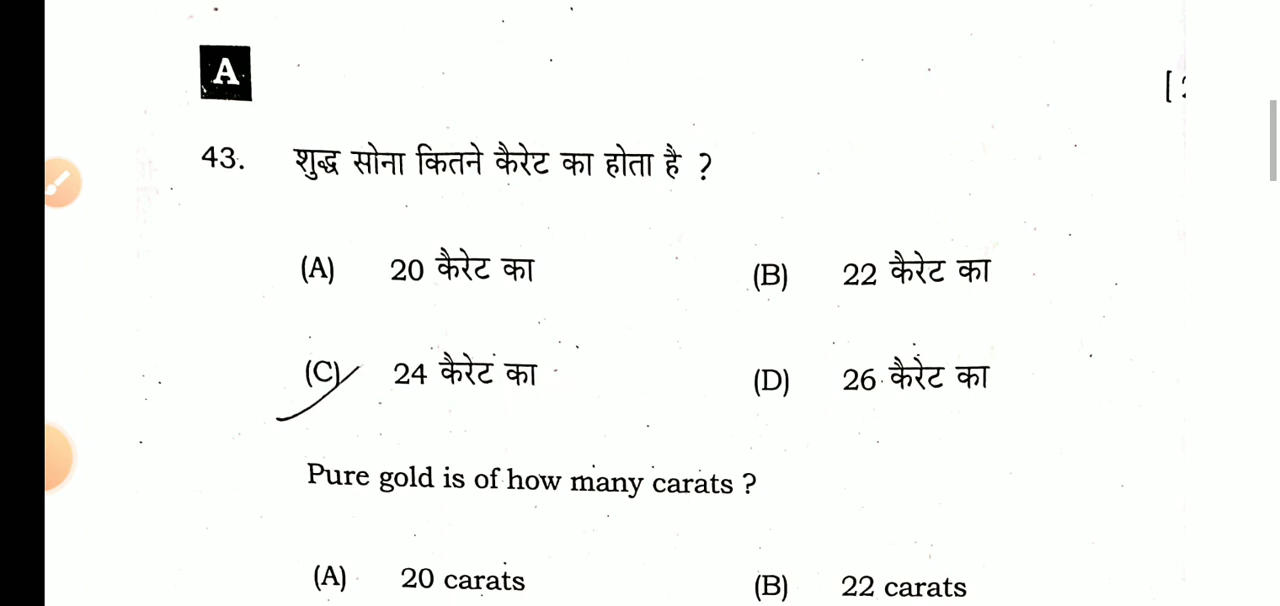 A
43. शुद्ध सोना कितने कैरेट का होता है ?
(A) 20 कैरेट का (B) 22 कैरेट का
(C) 24 कैरेट का (D) 26 कैरेट का
Pure gold is of how many carats ?
(A) 20 carats (B) 22 carats